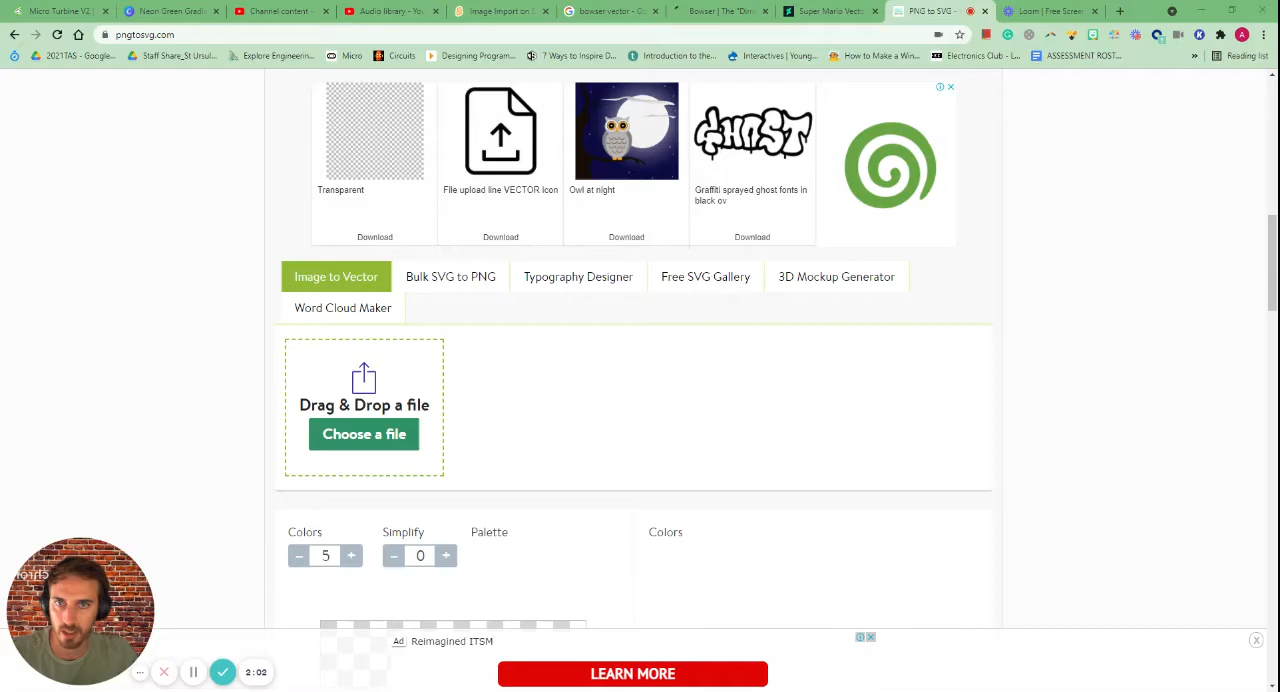 Micro Turbine V2
Neon Green Gradi
Channel content -
Audio library - You
Image Import on S
bowser vector - Go
Bowser | The "Dim
Super Mario Vecto
PNG to SVG -
Loom | Free Screen
pngtosvg.com
2021TAS - Google...
Staff Share_St Ursul...
Explore Engineering...
Micro
Circuits
Designing Program...
7 Ways to Inspire D...
Introduction to the...
Interactives | Young...
How to Make a Win...
Electronics Club - L...
ASSESSMENT ROST...
»
Reading list
GHOST
Transparent
File upload line VECTOR icon
Owl at night
Graffiti sprayed ghost fonts in
black ov
Download
Download
Download
Download
Image to Vector
Bulk SVG to PNG
Typography Designer
Free SVG Gallery
3D Mockup Generator
Word Cloud Maker
Drag & Drop a file
Choose a file
Colors
Simplify
Palette
Colors
– 5 +
– 0 +
Ad Reimagined ITSM
LEARN MORE
2:02